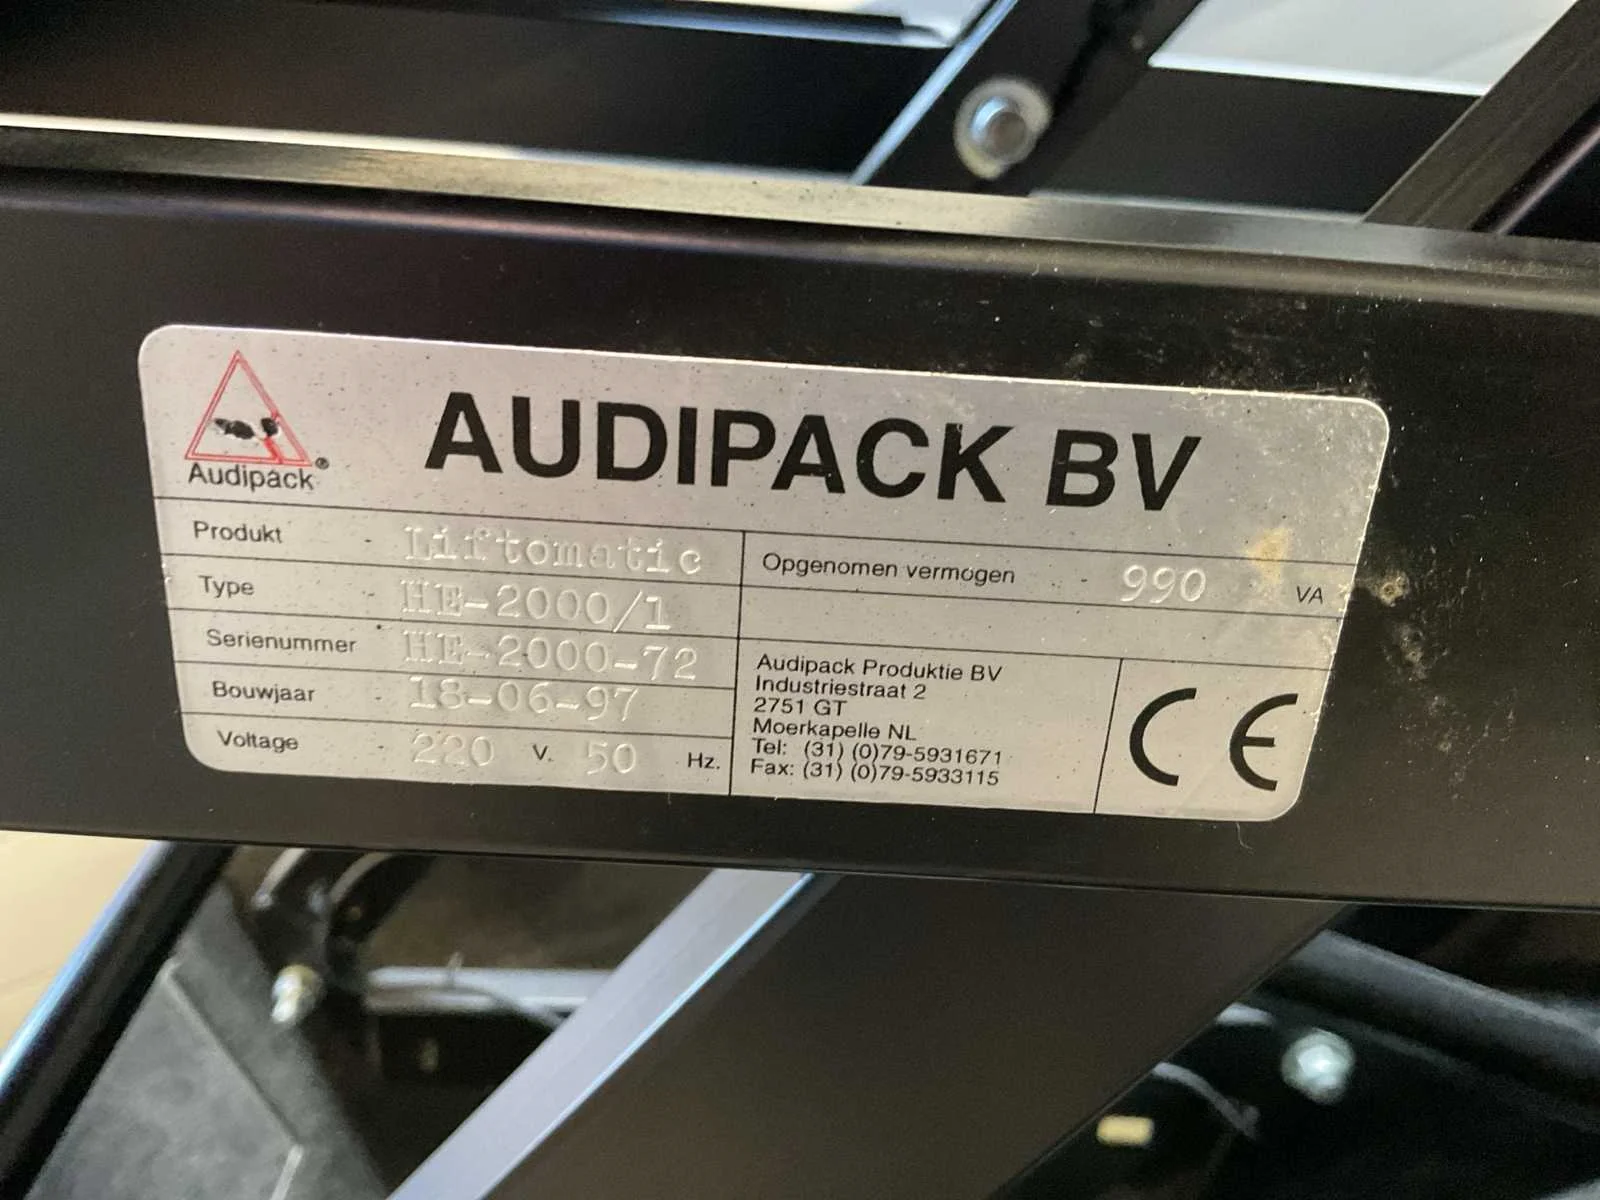 Audipack®
AUDIPACK BV
Produkt Liftomatic
Type HE-2000/1
Serienummer HE-2000-72
Bouwjaar 18-06-97
Voltage 220 V. 50 Hz.
Opgenomen vermogen 990 VA
Audipack Produktie BV
Industriestraat 2
2751 GT
Moerkapelle NL
Tel: (31) (0)79-5931671
Fax: (31) (0)79-5933115
CE